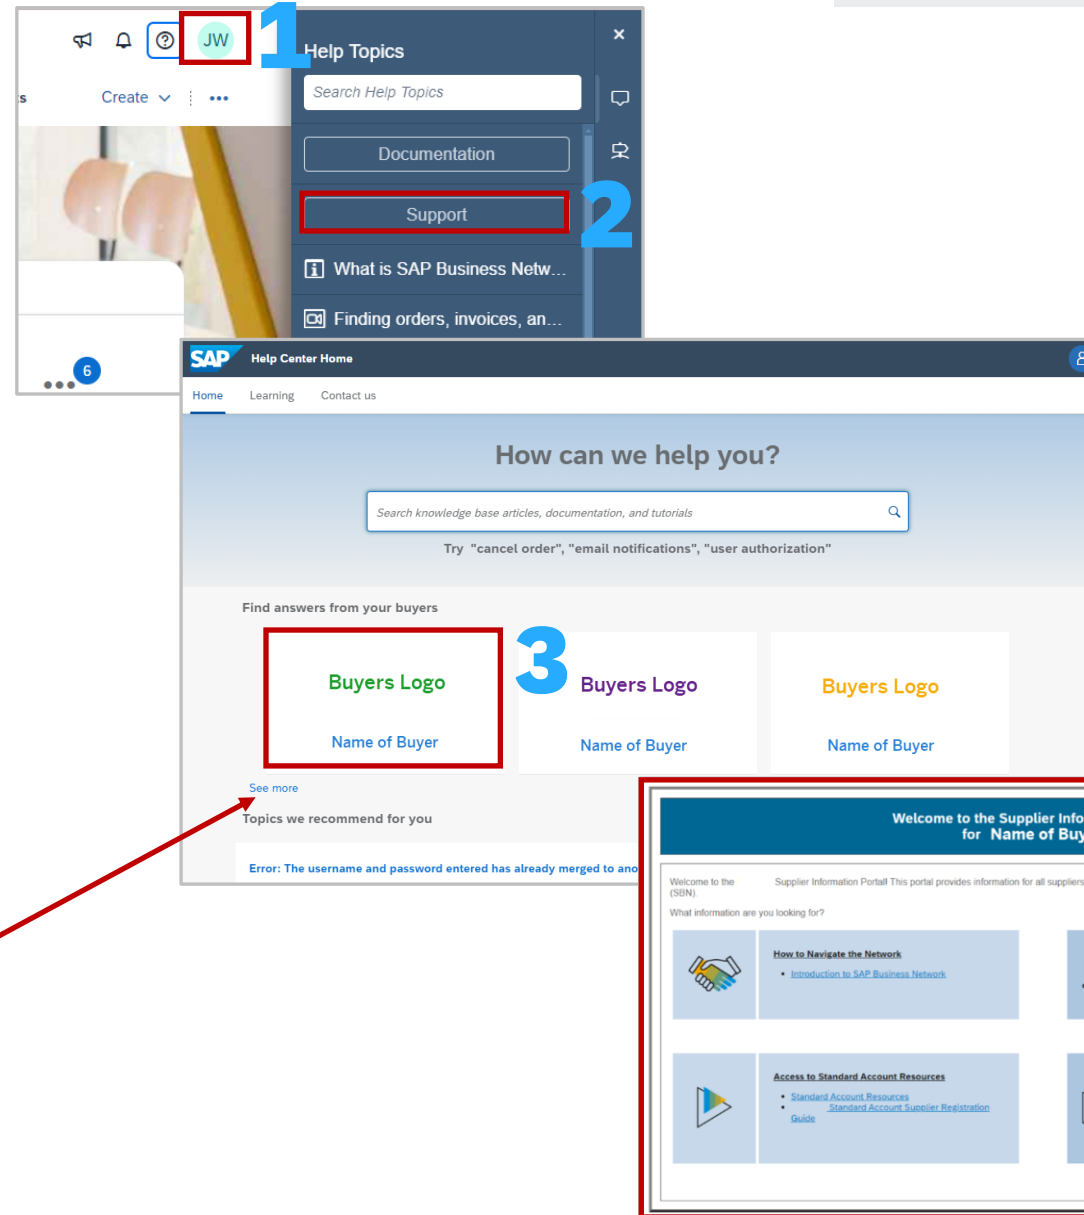 JW
1
Help Topics
Search Help Topics
s
Create
Documentation
Support
2
What is SAP Business Netw...
Finding orders, invoices, an...
6
SAP
Help Center Home
Home
Learning
Contact us
How can we help you?
Search knowledge base articles, documentation, and tutorials
Try "cancel order", "email notifications", "user authorization"
Find answers from your buyers
3
Buyers Logo
Buyers Logo
Buyers Logo
Name of Buyer
Name of Buyer
Name of Buyer
See more
Topics we recommend for you
Error: The username and password entered has already merged to ano
Welcome to the Supplier Info
for Name of Buy
Welcome to the Supplier Information Portal! This portal provides information for all suppliers
(SBN).
What information are you looking for?
How to Navigate the Network
Introduction to SAP Business Network
Access to Standard Account Resources
Standard Account Resources
Standard Account Supplier Registration
Guide